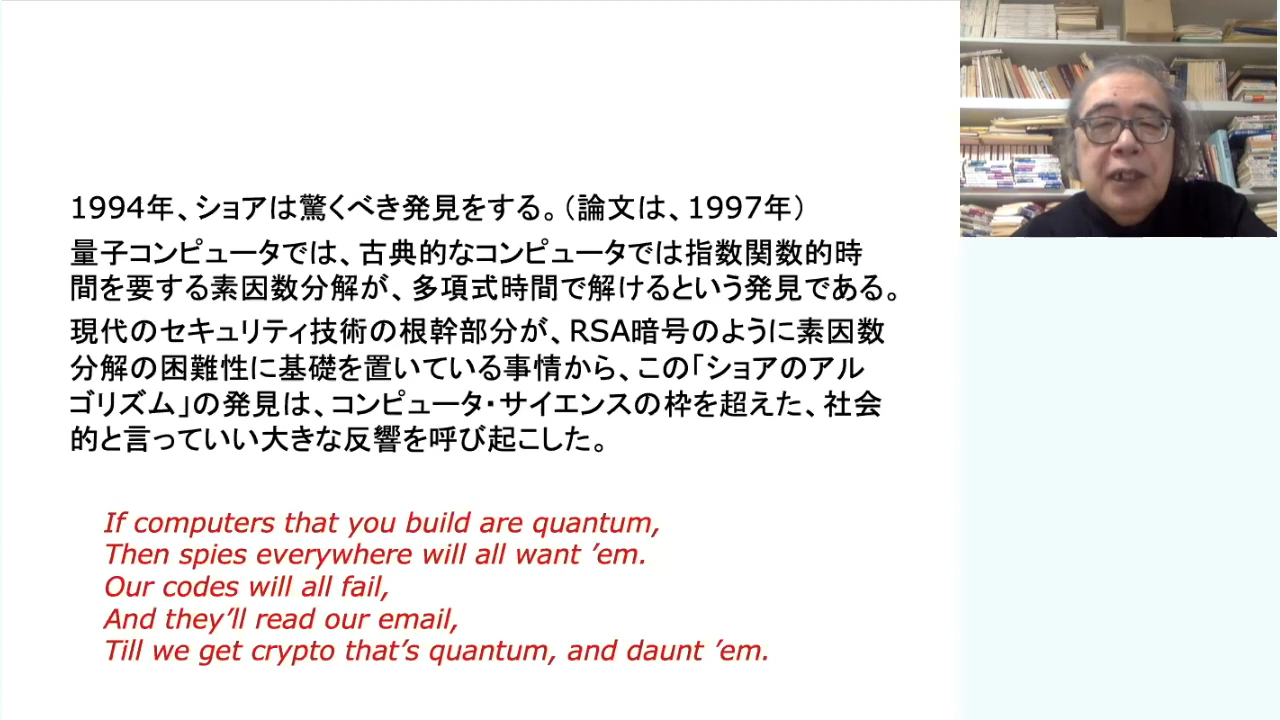 1994年、ショアは驚くべき発見をする。（論文は、1997年）
量子コンピュータでは、古典的なコンピュータでは指数関数的時
間を要する素因数分解が、多項式時間で解けるという発見である。
現代のセキュリティ技術の根幹部分が、RSA暗号のように素因数
分解の困難性に基礎を置いている事情から、この「ショアのアル
ゴリズム」の発見は、コンピュータ・サイエンスの枠を超えた、社会
的と言っていい大きな反響を呼び起こした。
If computers that you build are quantum,
Then spies everywhere will all want ’em.
Our codes will all fail,
And they’ll read our email,
Till we get crypto that’s quantum, and daunt ’em.